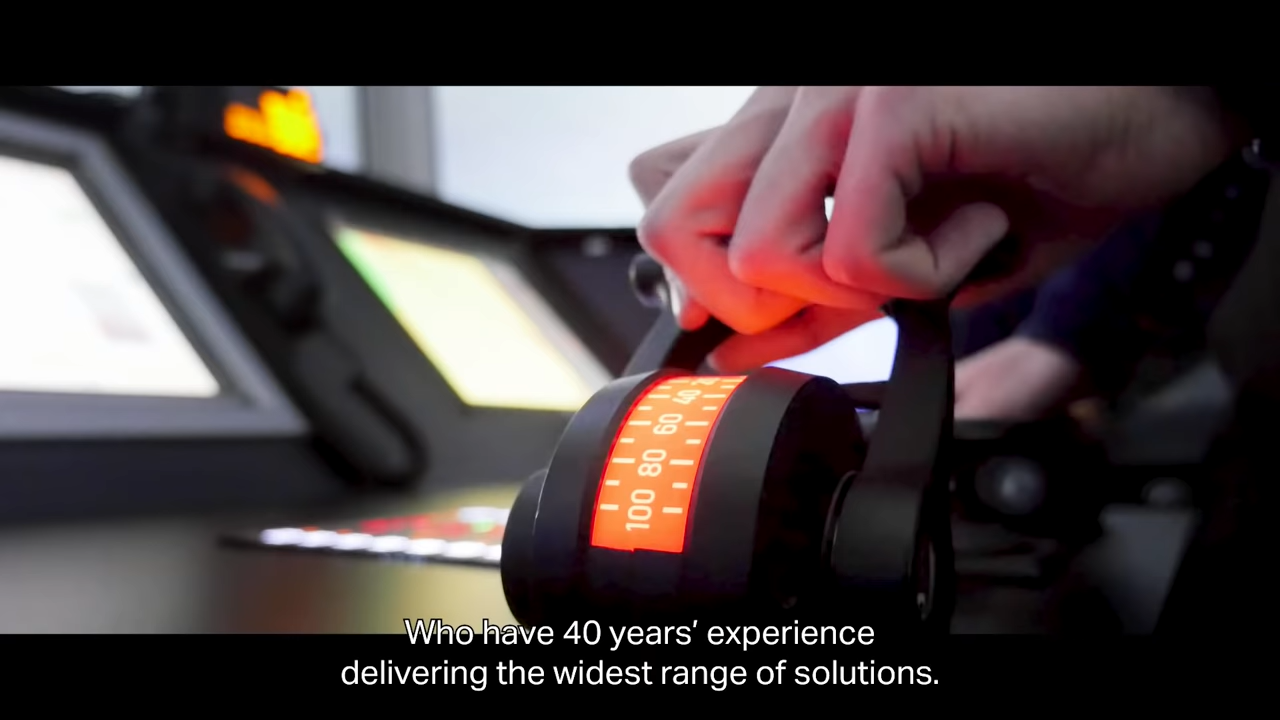 40
60
80
100
Who have 40 years’ experience
delivering the widest range of solutions.